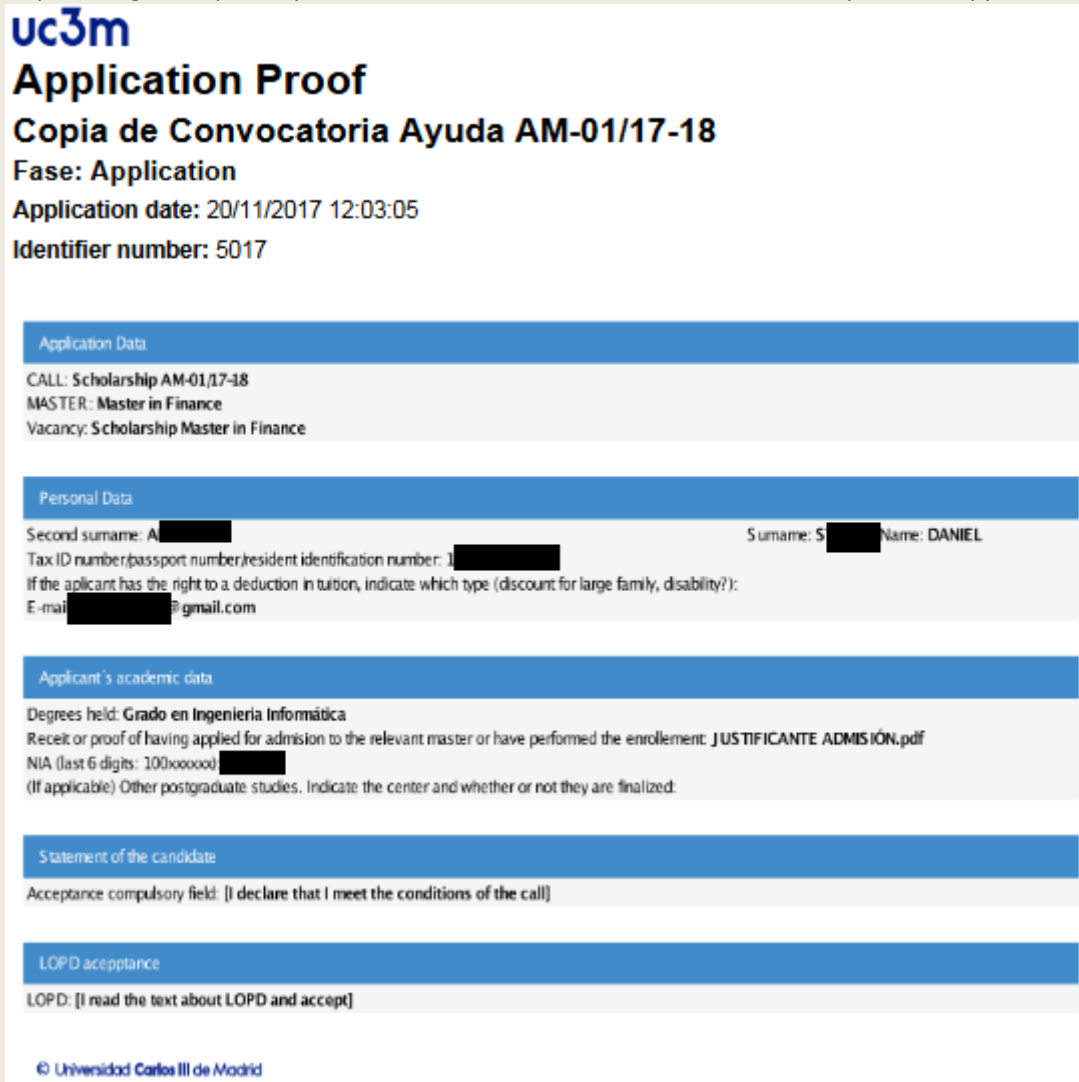 uc3m
Application Proof
Copia de Convocatoria Ayuda AM-01/17-18
Fase: Application
Application date: 20/11/2017 12:03:05
Identifier number: 5017
Application Data
CALL: Scholarship AM-01/17-18
MASTER: Master in Finance
Vacancy: Scholarship Master in Finance
Personal Data
Second surname: A Surname: S Name: DANIEL
Tax ID number/passport number/resident identification number: 1
If the aplicant has the right to a deduction in tuition, indicate which type (discount for large family, disability?):
E-mai @gmail.com
Applicant´s academic data
Degrees held: Grado en Ingeniería Informática
Receit or proof of having applied for admision to the relevant master or have performed the enrollement: JUSTIFICANTE ADMISIÓN.pdf
NIA (last 6 digits: 100xxxxxx):
(If applicable) Other postgraduate studies. Indicate the center and whether or not they are finalized:
Statement of the candidate
Acceptance compulsory field: [I declare that I meet the conditions of the call]
LOPD acepptance
LOPD: [I read the text about LOPD and accept]
© Universidad Carlos III de Madrid